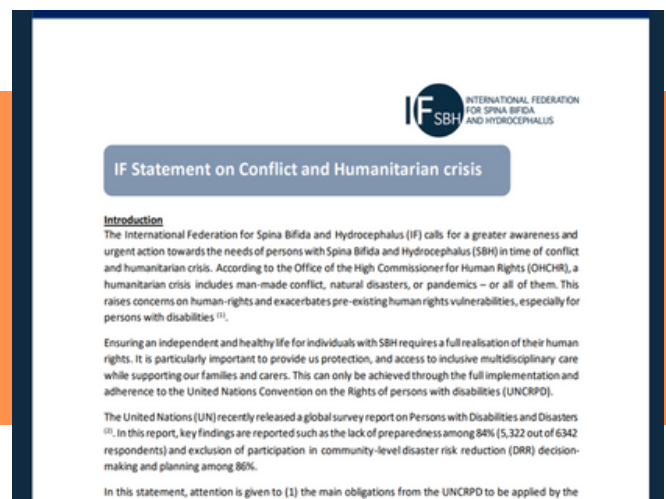 IF SBH
INTERNATIONAL FEDERATION
FOR SPINA BIFIDA
AND HYDROCEPHALUS
IF Statement on Conflict and Humanitarian crisis
Introduction
The International Federation for Spina Bifida and Hydrocephalus (IF) calls for a greater awareness and
urgent action towards the needs of persons with Spina Bifida and Hydrocephalus (SBH) in time of conflict
and humanitarian crisis. According to the Office of the High Commissioner for Human Rights (OHCHR), a
humanitarian crisis includes man-made conflict, natural disasters, or pandemics – or all of them. This
raises concerns on human-rights and exacerbates pre-existing human rights vulnerabilities, especially for
persons with disabilities (1).
Ensuring an independent and healthy life for individuals with SBH requires a full realisation of their human
rights. It is particularly important to provide us protection, and access to inclusive multidisciplinary care
while supporting our families and carers. This can only be achieved through the full implementation and
adherence to the United Nations Convention on the Rights of persons with disabilities (UNCRPD).
The United Nations (UN) recently released a global survey report on Persons with Disabilities and Disasters
(2). In this report, key findings are reported such as the lack of preparedness among 84% (5,322 out of 6342
respondents) and exclusion of participation in community-level disaster risk reduction (DRR) decision-
making and planning among 86%.
In this statement, attention is given to (1) the main obligations from the UNCRPD to be applied by the